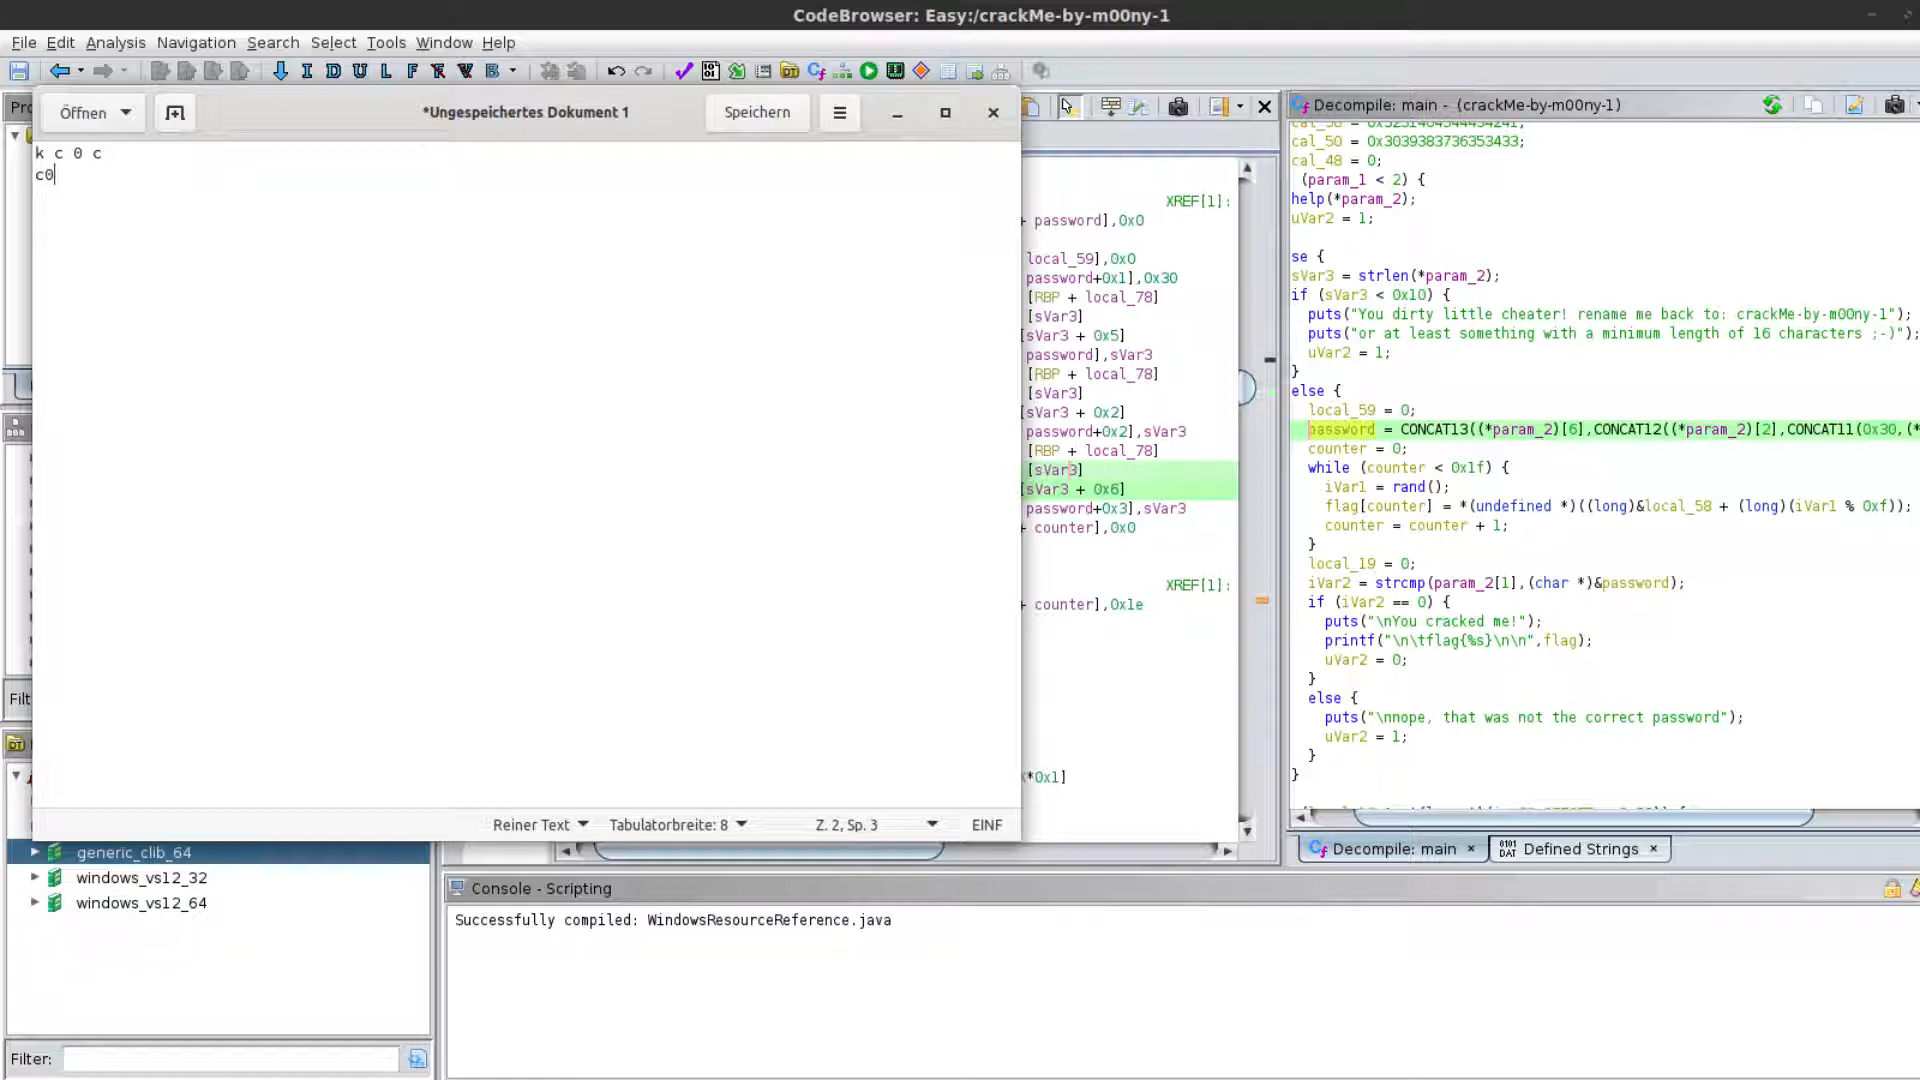 CodeBrowser: Easy:/crackMe-by-m00ny-1
File Edit Analysis Navigation Search Select Tools Window Help
Öffnen
*Ungespeichertes Dokument 1
Speichern
k c 0 c
c0
Reiner Text
Tabulatorbreite: 8
Z. 2, Sp. 3
EINF
XREF[1]:
password],0x0
local_59],0x0
password+0x1],0x30
[RBP + local_78]
[sVar3]
[sVar3 + 0x5]
password],sVar3
[RBP + local_78]
[sVar3]
[sVar3 + 0x2]
password+0x2],sVar3
[RBP + local_78]
[sVar3]
[sVar3 + 0x6]
password+0x3],sVar3
+ counter],0x0
XREF[1]:
+ counter],0x1e
*0x1]
Decompile: main - (crackMe-by-m00ny-1)
cal_50 = 0x3039383736353433;
cal_48 = 0;
(param_1 < 2) {
help(*param_2);
uVar2 = 1;
se {
sVar3 = strlen(*param_2);
if (sVar3 < 0x10) {
puts("You dirty little cheater! rename me back to: crackMe-by-m00ny-1");
puts("or at least something with a minimum length of 16 characters ;-)");
uVar2 = 1;
}
else {
local_59 = 0;
password = CONCAT13((*param_2)[6],CONCAT12((*param_2)[2],CONCAT11(0x30,(*
counter = 0;
while (counter < 0x1f) {
iVar1 = rand();
flag[counter] = *(undefined *)((long)&local_58 + (long)(iVar1 % 0xf));
counter = counter + 1;
}
local_19 = 0;
iVar2 = strcmp(param_2[1],(char *)&password);
if (iVar2 == 0) {
puts("\nYou cracked me!");
printf("\n\tflag{%s}\n\n",flag);
uVar2 = 0;
}
else {
puts("\nnope, that was not the correct password");
uVar2 = 1;
}
}
Decompile: main × Defined Strings ×
generic_clib_64
windows_vs12_32
windows_vs12_64
Filter:
Console - Scripting
Successfully compiled: WindowsResourceReference.java